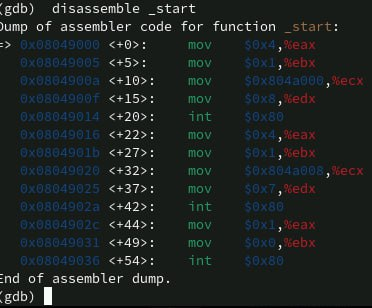 (gdb) disassemble _start
Dump of assembler code for function _start:
=> 0x08049000 <+0>: mov $0x4,%eax
0x08049005 <+5>: mov $0x1,%ebx
0x0804900a <+10>: mov $0x804a000,%ecx
0x0804900f <+15>: mov $0x8,%edx
0x08049014 <+20>: int $0x80
0x08049016 <+22>: mov $0x4,%eax
0x0804901b <+27>: mov $0x1,%ebx
0x08049020 <+32>: mov $0x804a008,%ecx
0x08049025 <+37>: mov $0x7,%edx
0x0804902a <+42>: int $0x80
0x0804902c <+44>: mov $0x1,%eax
0x08049031 <+49>: mov $0x0,%ebx
0x08049036 <+54>: int $0x80
End of assembler dump.
(gdb)